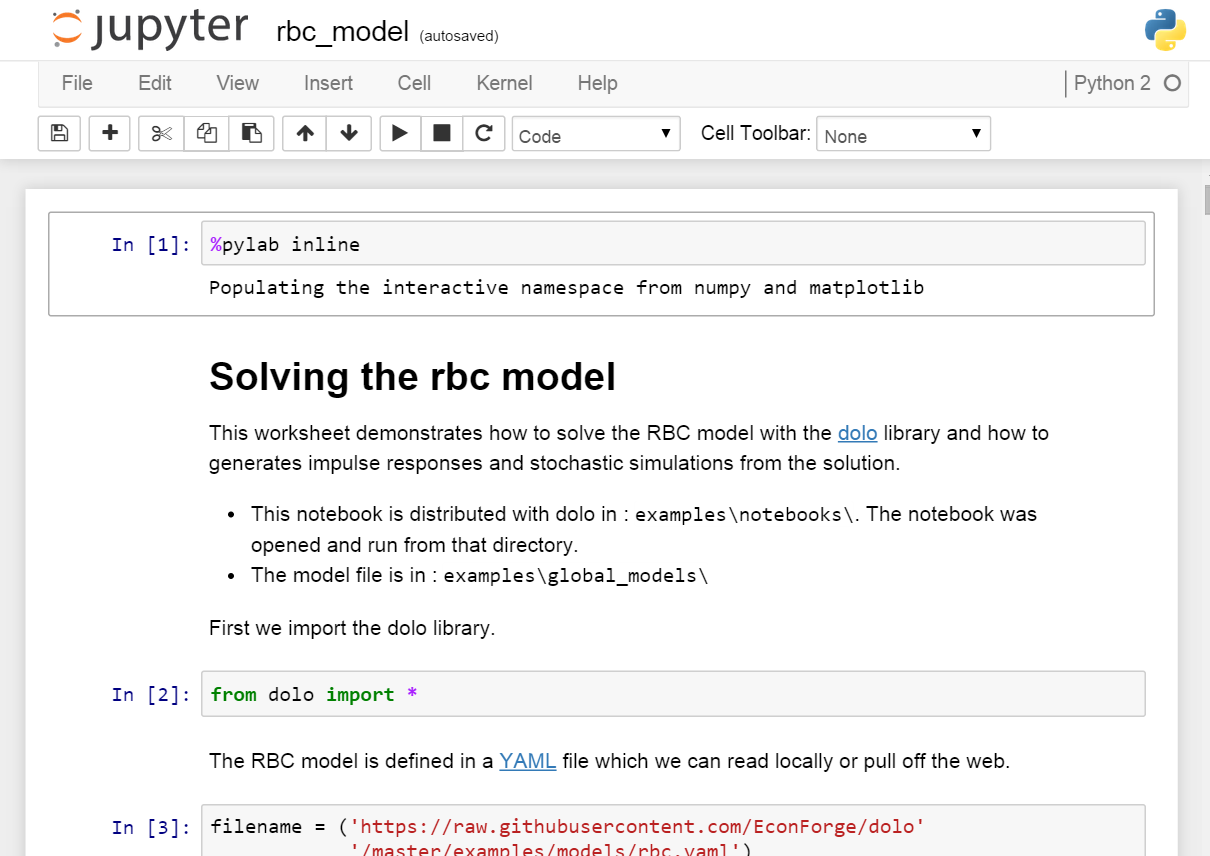 jupyter rbc_model (autosaved)
File Edit View Insert Cell Kernel Help Python 2
Code Cell Toolbar: None
In [1]: %pylab inline
Populating the interactive namespace from numpy and matplotlib
Solving the rbc model
This worksheet demonstrates how to solve the RBC model with the dolo library and how to
generates impulse responses and stochastic simulations from the solution.
• This notebook is distributed with dolo in : examples\notebooks\. The notebook was
opened and run from that directory.
• The model file is in : examples\global_models\
First we import the dolo library.
In [2]: from dolo import *
The RBC model is defined in a YAML file which we can read locally or pull off the web.
In [3]: filename = ('https://raw.githubusercontent.com/EconForge/dolo'
'/master/examples/models/rbc.yaml')